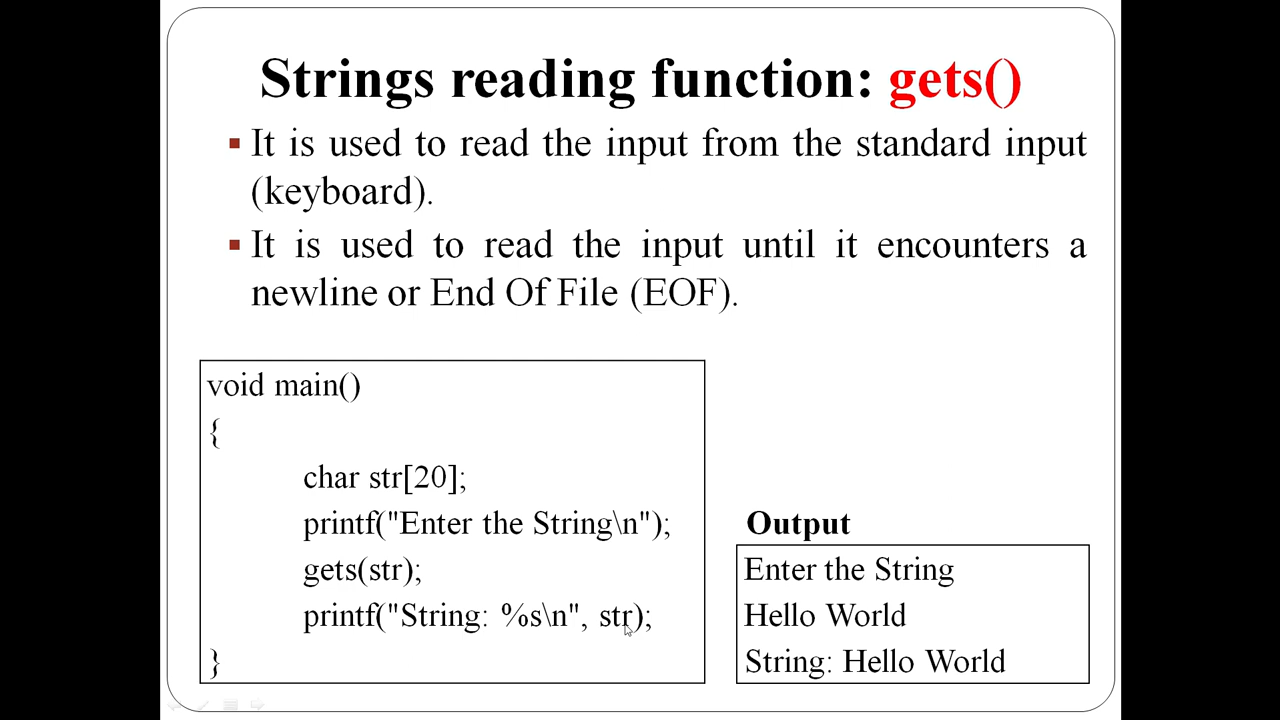 Strings reading function: gets()
▪ It is used to read the input from the standard input
(keyboard).
▪ It is used to read the input until it encounters a
newline or End Of File (EOF).
void main()
{
char str[20];
printf("Enter the String\n");
gets(str);
printf("String: %s\n", str);
}
Output
Enter the String
Hello World
String: Hello World